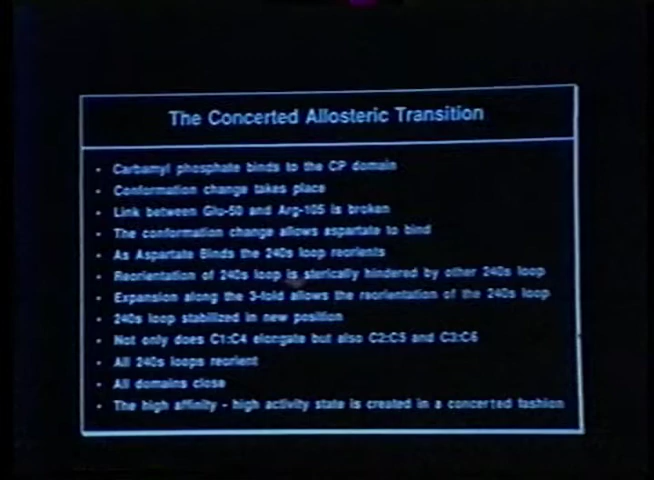 The Concerted Allosteric Transition
• Carbamyl phosphate binds to the CP domain
• Conformation change takes place
• Link between Glu-50 and Arg-105 is broken
• The conformation change allows aspartate to bind
• As Aspartate Binds the 240s loop reorients
• Reorientation of 240s loop is sterically hindered by other 240s loop
• Expansion along the 3-fold allows the reorientation of the 240s loop
• 240s loop stabilized in new position
• Not only does C1:C4 elongate but also C2:C5 and C3:C6
• All 240s loops reorient
• All domains close
• The high affinity - high activity state is created in a concerted fashion